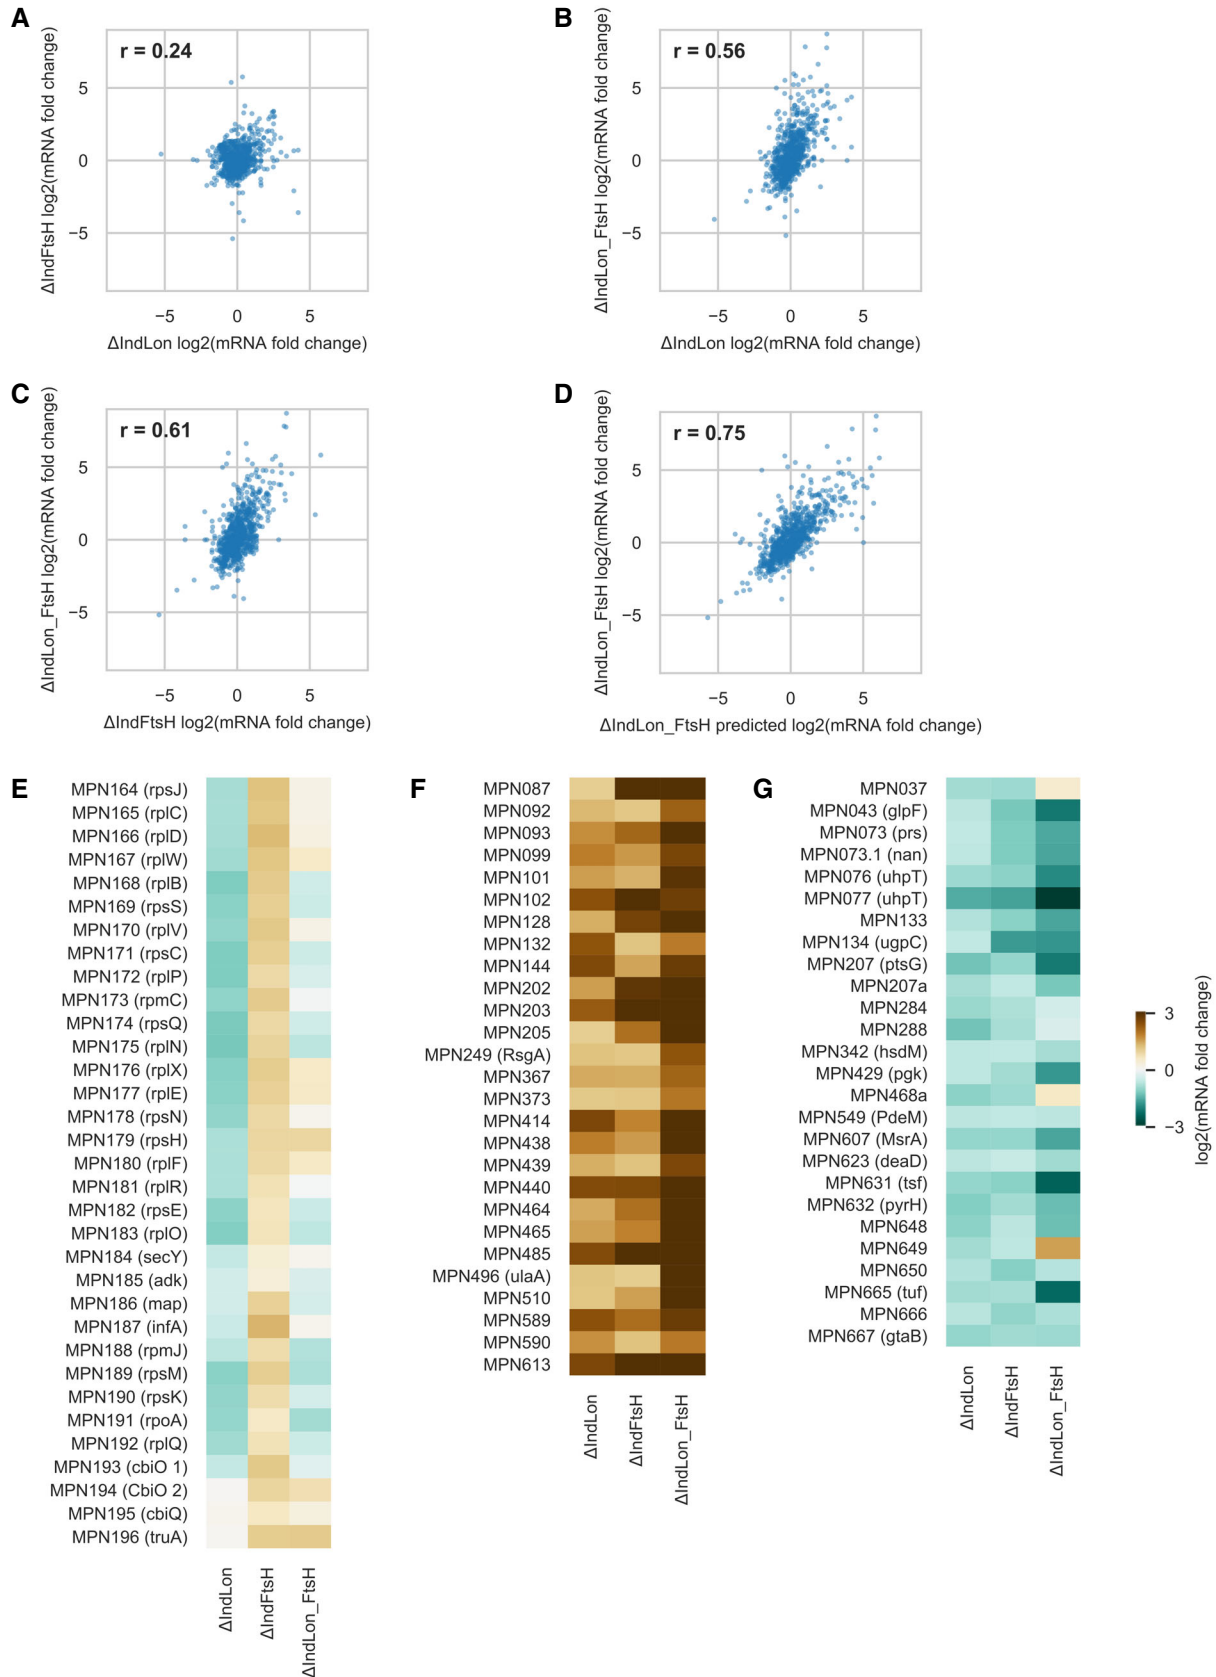 A
r = 0.24
ΔIndFtsH log2(mRNA fold change)
5
0
−5
−5
0
5
ΔIndLon log2(mRNA fold change)
B
r = 0.56
ΔIndLon_FtsH log2(mRNA fold change)
5
0
−5
−5
0
5
ΔIndLon log2(mRNA fold change)
C
r = 0.61
ΔIndLon_FtsH log2(mRNA fold change)
5
0
−5
−5
0
5
ΔIndFtsH log2(mRNA fold change)
D
r = 0.75
ΔIndLon_FtsH log2(mRNA fold change)
5
0
−5
−5
0
5
ΔIndLon_FtsH predicted log2(mRNA fold change)
E
MPN164 (rpsJ)
MPN165 (rplC)
MPN166 (rplD)
MPN167 (rplW)
MPN168 (rplB)
MPN169 (rpsS)
MPN170 (rplV)
MPN171 (rpsC)
MPN172 (rplP)
MPN173 (rpmC)
MPN174 (rpsQ)
MPN175 (rplN)
MPN176 (rplX)
MPN177 (rplE)
MPN178 (rpsN)
MPN179 (rpsH)
MPN180 (rplF)
MPN181 (rplR)
MPN182 (rpsE)
MPN183 (rplO)
MPN184 (secY)
MPN185 (adk)
MPN186 (map)
MPN187 (infA)
MPN188 (rpmJ)
MPN189 (rpsM)
MPN190 (rpsK)
MPN191 (rpoA)
MPN192 (rplQ)
MPN193 (cbiO 1)
MPN194 (CbiO 2)
MPN195 (cbiQ)
MPN196 (truA)
ΔIndLon
ΔIndFtsH
ΔIndLon_FtsH
F
MPN087
MPN092
MPN093
MPN099
MPN101
MPN102
MPN128
MPN132
MPN144
MPN202
MPN203
MPN205
MPN249 (RsgA)
MPN367
MPN373
MPN414
MPN438
MPN439
MPN440
MPN464
MPN465
MPN485
MPN496 (ulaA)
MPN510
MPN589
MPN590
MPN613
ΔIndLon
ΔIndFtsH
ΔIndLon_FtsH
G
MPN037
MPN043 (glpF)
MPN073 (prs)
MPN073.1 (nan)
MPN076 (uhpT)
MPN077 (uhpT)
MPN133
MPN134 (ugpC)
MPN207 (ptsG)
MPN207a
MPN284
MPN288
MPN342 (hsdM)
MPN429 (pgk)
MPN468a
MPN549 (PdeM)
MPN607 (MsrA)
MPN623 (deaD)
MPN631 (tsf)
MPN632 (pyrH)
MPN648
MPN649
MPN650
MPN665 (tuf)
MPN666
MPN667 (gtaB)
ΔIndLon
ΔIndFtsH
ΔIndLon_FtsH
3
0
−3
log2(mRNA fold change)